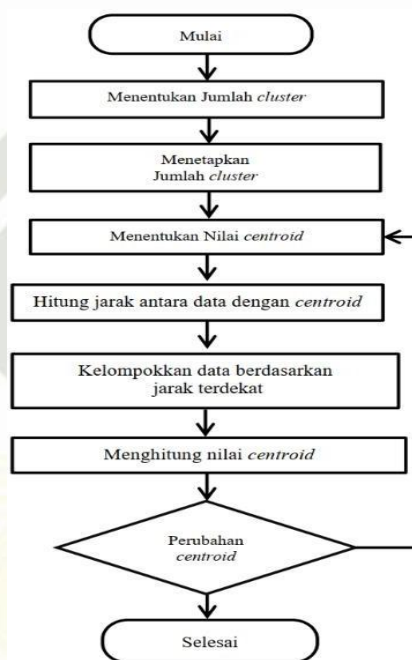 Mulai
Menentukan Jumlah cluster
Menetapkan
Jumlah cluster
Menentukan Nilai centroid
Hitung jarak antara data dengan centroid
Kelompokkan data berdasarkan
jarak terdekat
Menghitung nilai centroid
Perubahan
centroid
Selesai